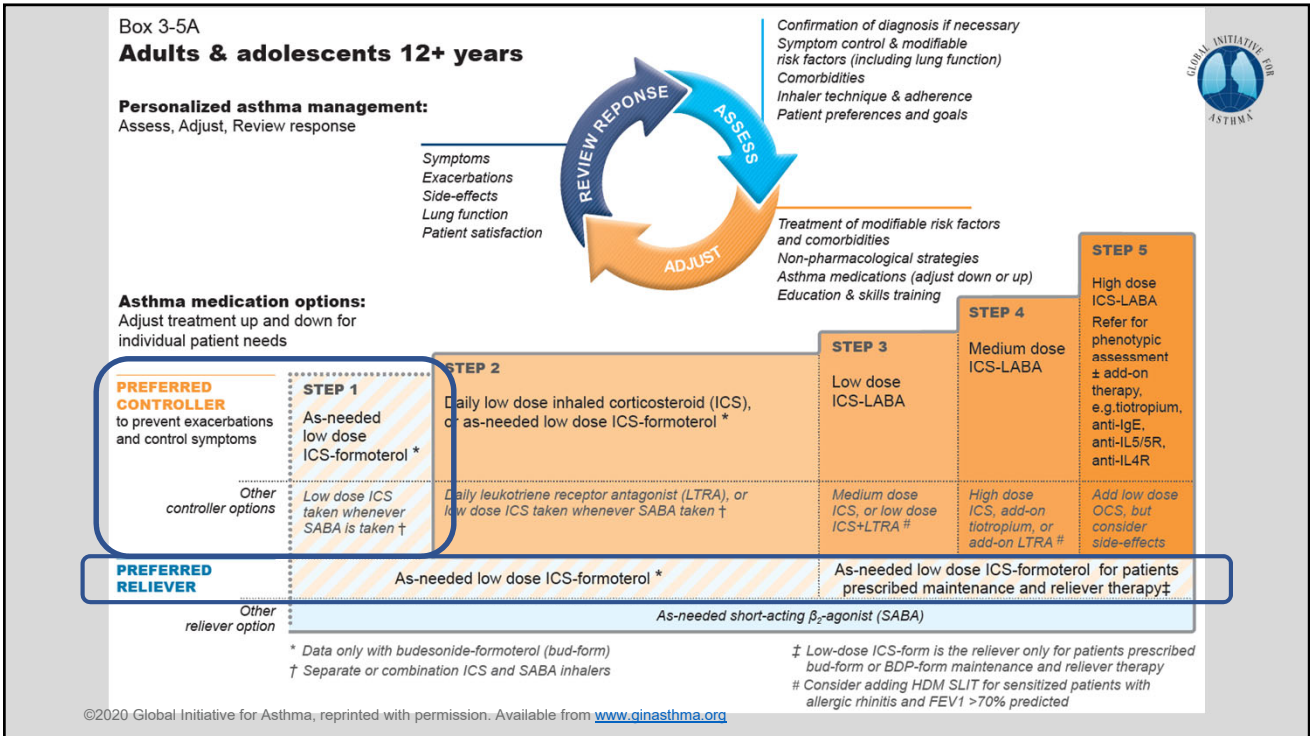 Box 3-5A
Adults & adolescents 12+ years
Personalized asthma management:
Assess, Adjust, Review response
Symptoms
Exacerbations
Side-effects
Lung function
Patient satisfaction
REVIEW REPONSE
ASSESS
ADJUST
Confirmation of diagnosis if necessary
Symptom control & modifiable
risk factors (including lung function)
Comorbidities
Inhaler technique & adherence
Patient preferences and goals
GLOBAL INITIATIVE FOR
ASTHMA
Treatment of modifiable risk factors
and comorbidities
Non-pharmacological strategies
Asthma medications (adjust down or up)
Education & skills training
Asthma medication options:
Adjust treatment up and down for
individual patient needs
PREFERRED
CONTROLLER
to prevent exacerbations
and control symptoms
STEP 1
As-needed
low dose
ICS-formoterol *
STEP 2
Daily low dose inhaled corticosteroid (ICS),
or as-needed low dose ICS-formoterol *
STEP 3
Low dose
ICS-LABA
STEP 4
Medium dose
ICS-LABA
STEP 5
High dose
ICS-LABA
Refer for
phenotypic
assessment
± add-on
therapy,
e.g.tiotropium,
anti-IgE,
anti-IL5/5R,
anti-IL4R
Other
controller options
Low dose ICS
taken whenever
SABA is taken †
Daily leukotriene receptor antagonist (LTRA), or
low dose ICS taken whenever SABA taken †
Medium dose
ICS, or low dose
ICS+LTRA #
High dose
ICS, add-on
tiotropium, or
add-on LTRA #
Add low dose
OCS, but
consider
side-effects
PREFERRED
RELIEVER
As-needed low dose ICS-formoterol *
As-needed low dose ICS-formoterol for patients
prescribed maintenance and reliever therapy‡
Other
reliever option
As-needed short-acting β2-agonist (SABA)
* Data only with budesonide-formoterol (bud-form)
† Separate or combination ICS and SABA inhalers
‡ Low-dose ICS-form is the reliever only for patients prescribed
bud-form or BDP-form maintenance and reliever therapy
# Consider adding HDM SLIT for sensitized patients with
allergic rhinitis and FEV1 >70% predicted
©2020 Global Initiative for Asthma, reprinted with permission. Available from www.ginasthma.org